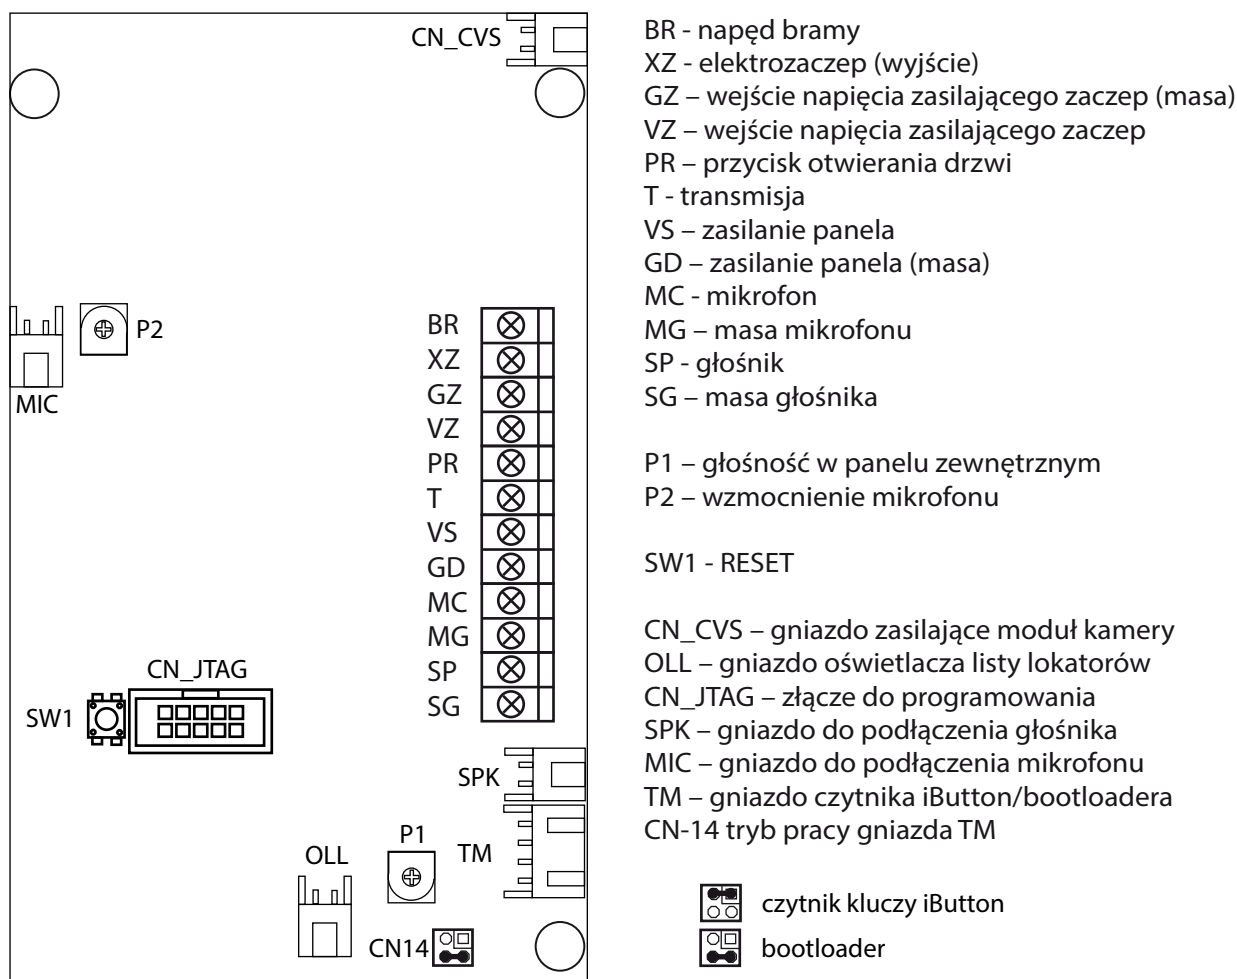 CN_CVS
P2
MIC
BR
XZ
GZ
VZ
PR
T
VS
GD
MC
MG
SP
SG
CN_JTAG
SW1
SPK
P1
TM
OLL
CN14
BR - napęd bramy
XZ - elektrozaczep (wyjście)
GZ – wejście napięcia zasilającego zaczep (masa)
VZ – wejście napięcia zasilającego zaczep
PR – przycisk otwierania drzwi
T - transmisja
VS – zasilanie panela
GD – zasilanie panela (masa)
MC - mikrofon
MG – masa mikrofonu
SP - głośnik
SG – masa głośnika
P1 – głośność w panelu zewnętrznym
P2 – wzmocnienie mikrofonu
SW1 - RESET
CN_CVS – gniazdo zasilające moduł kamery
OLL – gniazdo oświetlacza listy lokatorów
CN_JTAG – złącze do programowania
SPK – gniazdo do podłączenia głośnika
MIC – gniazdo do podłączenia mikrofonu
TM – gniazdo czytnika iButton/bootloadera
CN-14 tryb pracy gniazda TM
czytnik kluczy iButton
bootloader